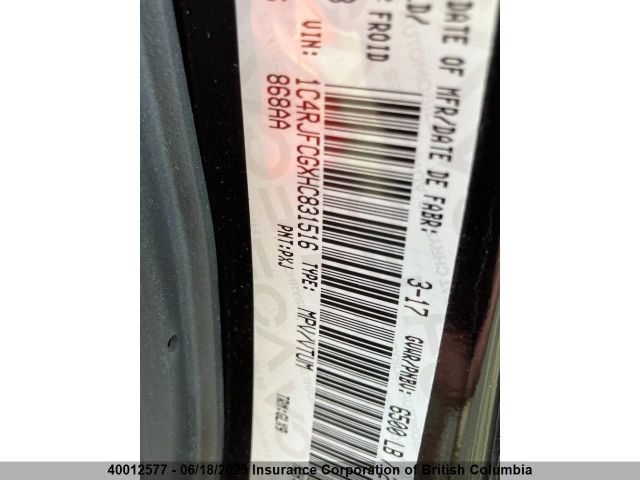 DATE OF MFR/DATE DE FABR: 3-17 GVWR/PNBV: 6500 LB
FROID
VIN: 1C4RJFCGXHC831516 TYPE: MPV/VTUM
868AA PNT:PXJ
40012577 - 06/18/2025 Insurance Corporation of British Columbia